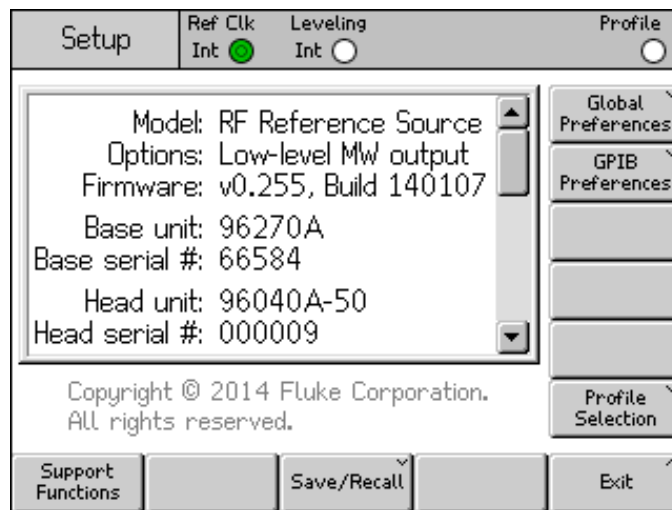 Setup
Ref Clk
Int
Leveling
Int
Profile
Model: RF Reference Source
Options: Low-level MW output
Firmware: v0.255, Build 140107
Base unit: 96270A
Base serial #: 66584
Head unit: 96040A-50
Head serial #: 000009
Copyright © 2014 Fluke Corporation.
All rights reserved.
Global
Preferences
GPIB
Preferences
Profile
Selection
Support
Functions
Save/Recall
Exit